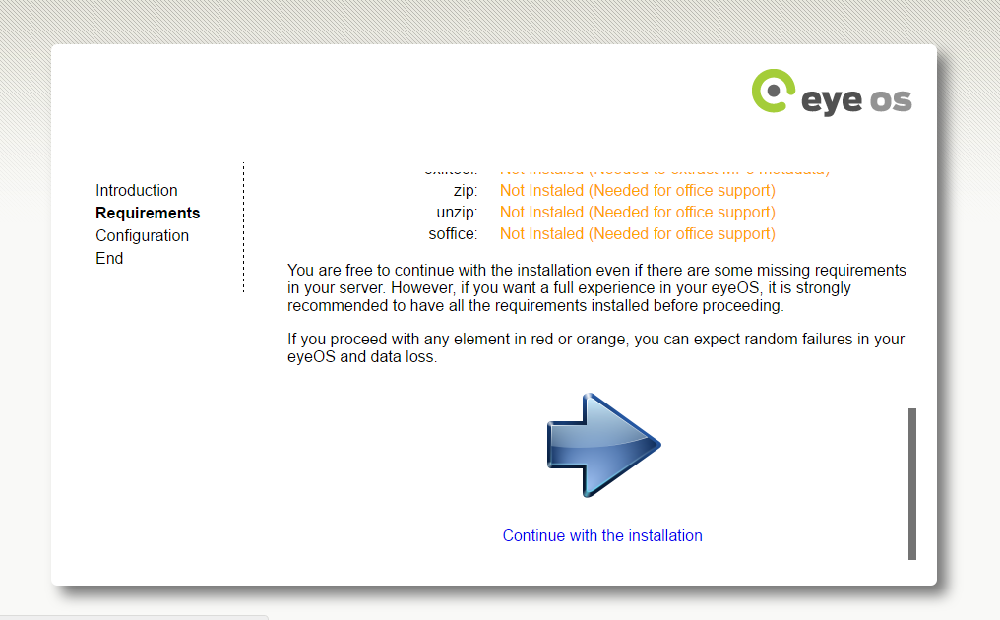 eye os
Introduction
Requirements
Configuration
End
zip: Not Instaled (Needed for office support)
unzip: Not Instaled (Needed for office support)
soffice: Not Instaled (Needed for office support)
You are free to continue with the installation even if there are some missing requirements
in your server. However, if you want a full experience in your eyeOS, it is strongly
recommended to have all the requirements installed before proceeding.
If you proceed with any element in red or orange, you can expect random failures in your
eyeOS and data loss.
Continue with the installation